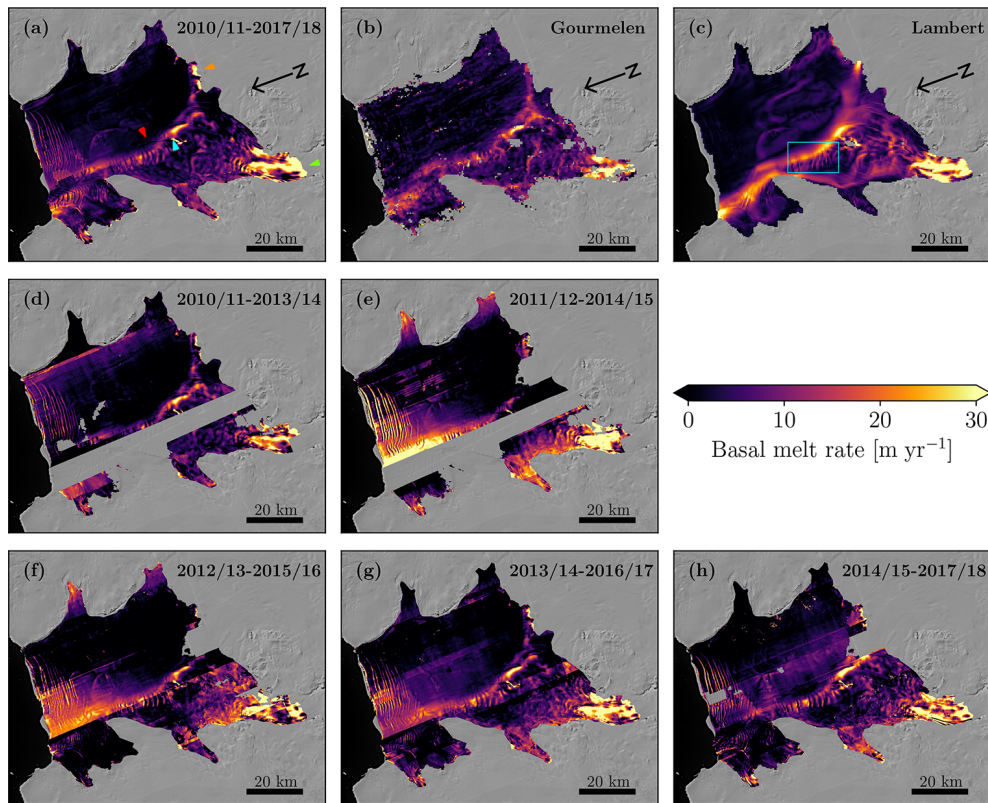 (a) 2010/11-2017/18
N
20 km
(b) Gourmelen
N
20 km
(c) Lambert
N
20 km
(d) 2010/11-2013/14
20 km
(e) 2011/12-2014/15
20 km
0 10 20 30
Basal melt rate [m yr⁻¹]
(f) 2012/13-2015/16
20 km
(g) 2013/14-2016/17
20 km
(h) 2014/15-2017/18
20 km